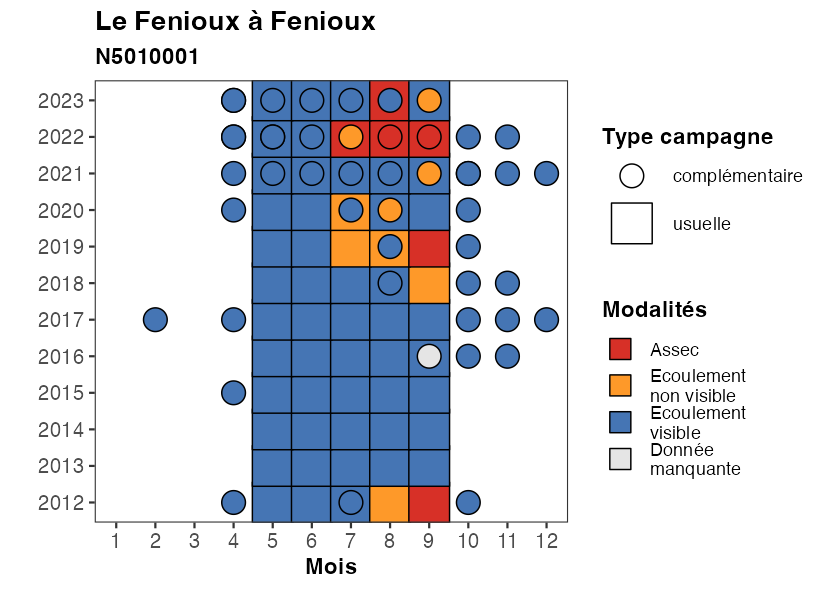 Le Fenioux à Fenioux
N5010001
2023
2022
2021
2020
2019
2018
2017
2016
2015
2014
2013
2012
1 2 3 4 5 6 7 8 9 10 11 12
Mois
Type campagne
complémentaire
usuelle
Modalités
Assec
Ecoulement
non visible
Ecoulement
visible
Donnée
manquante